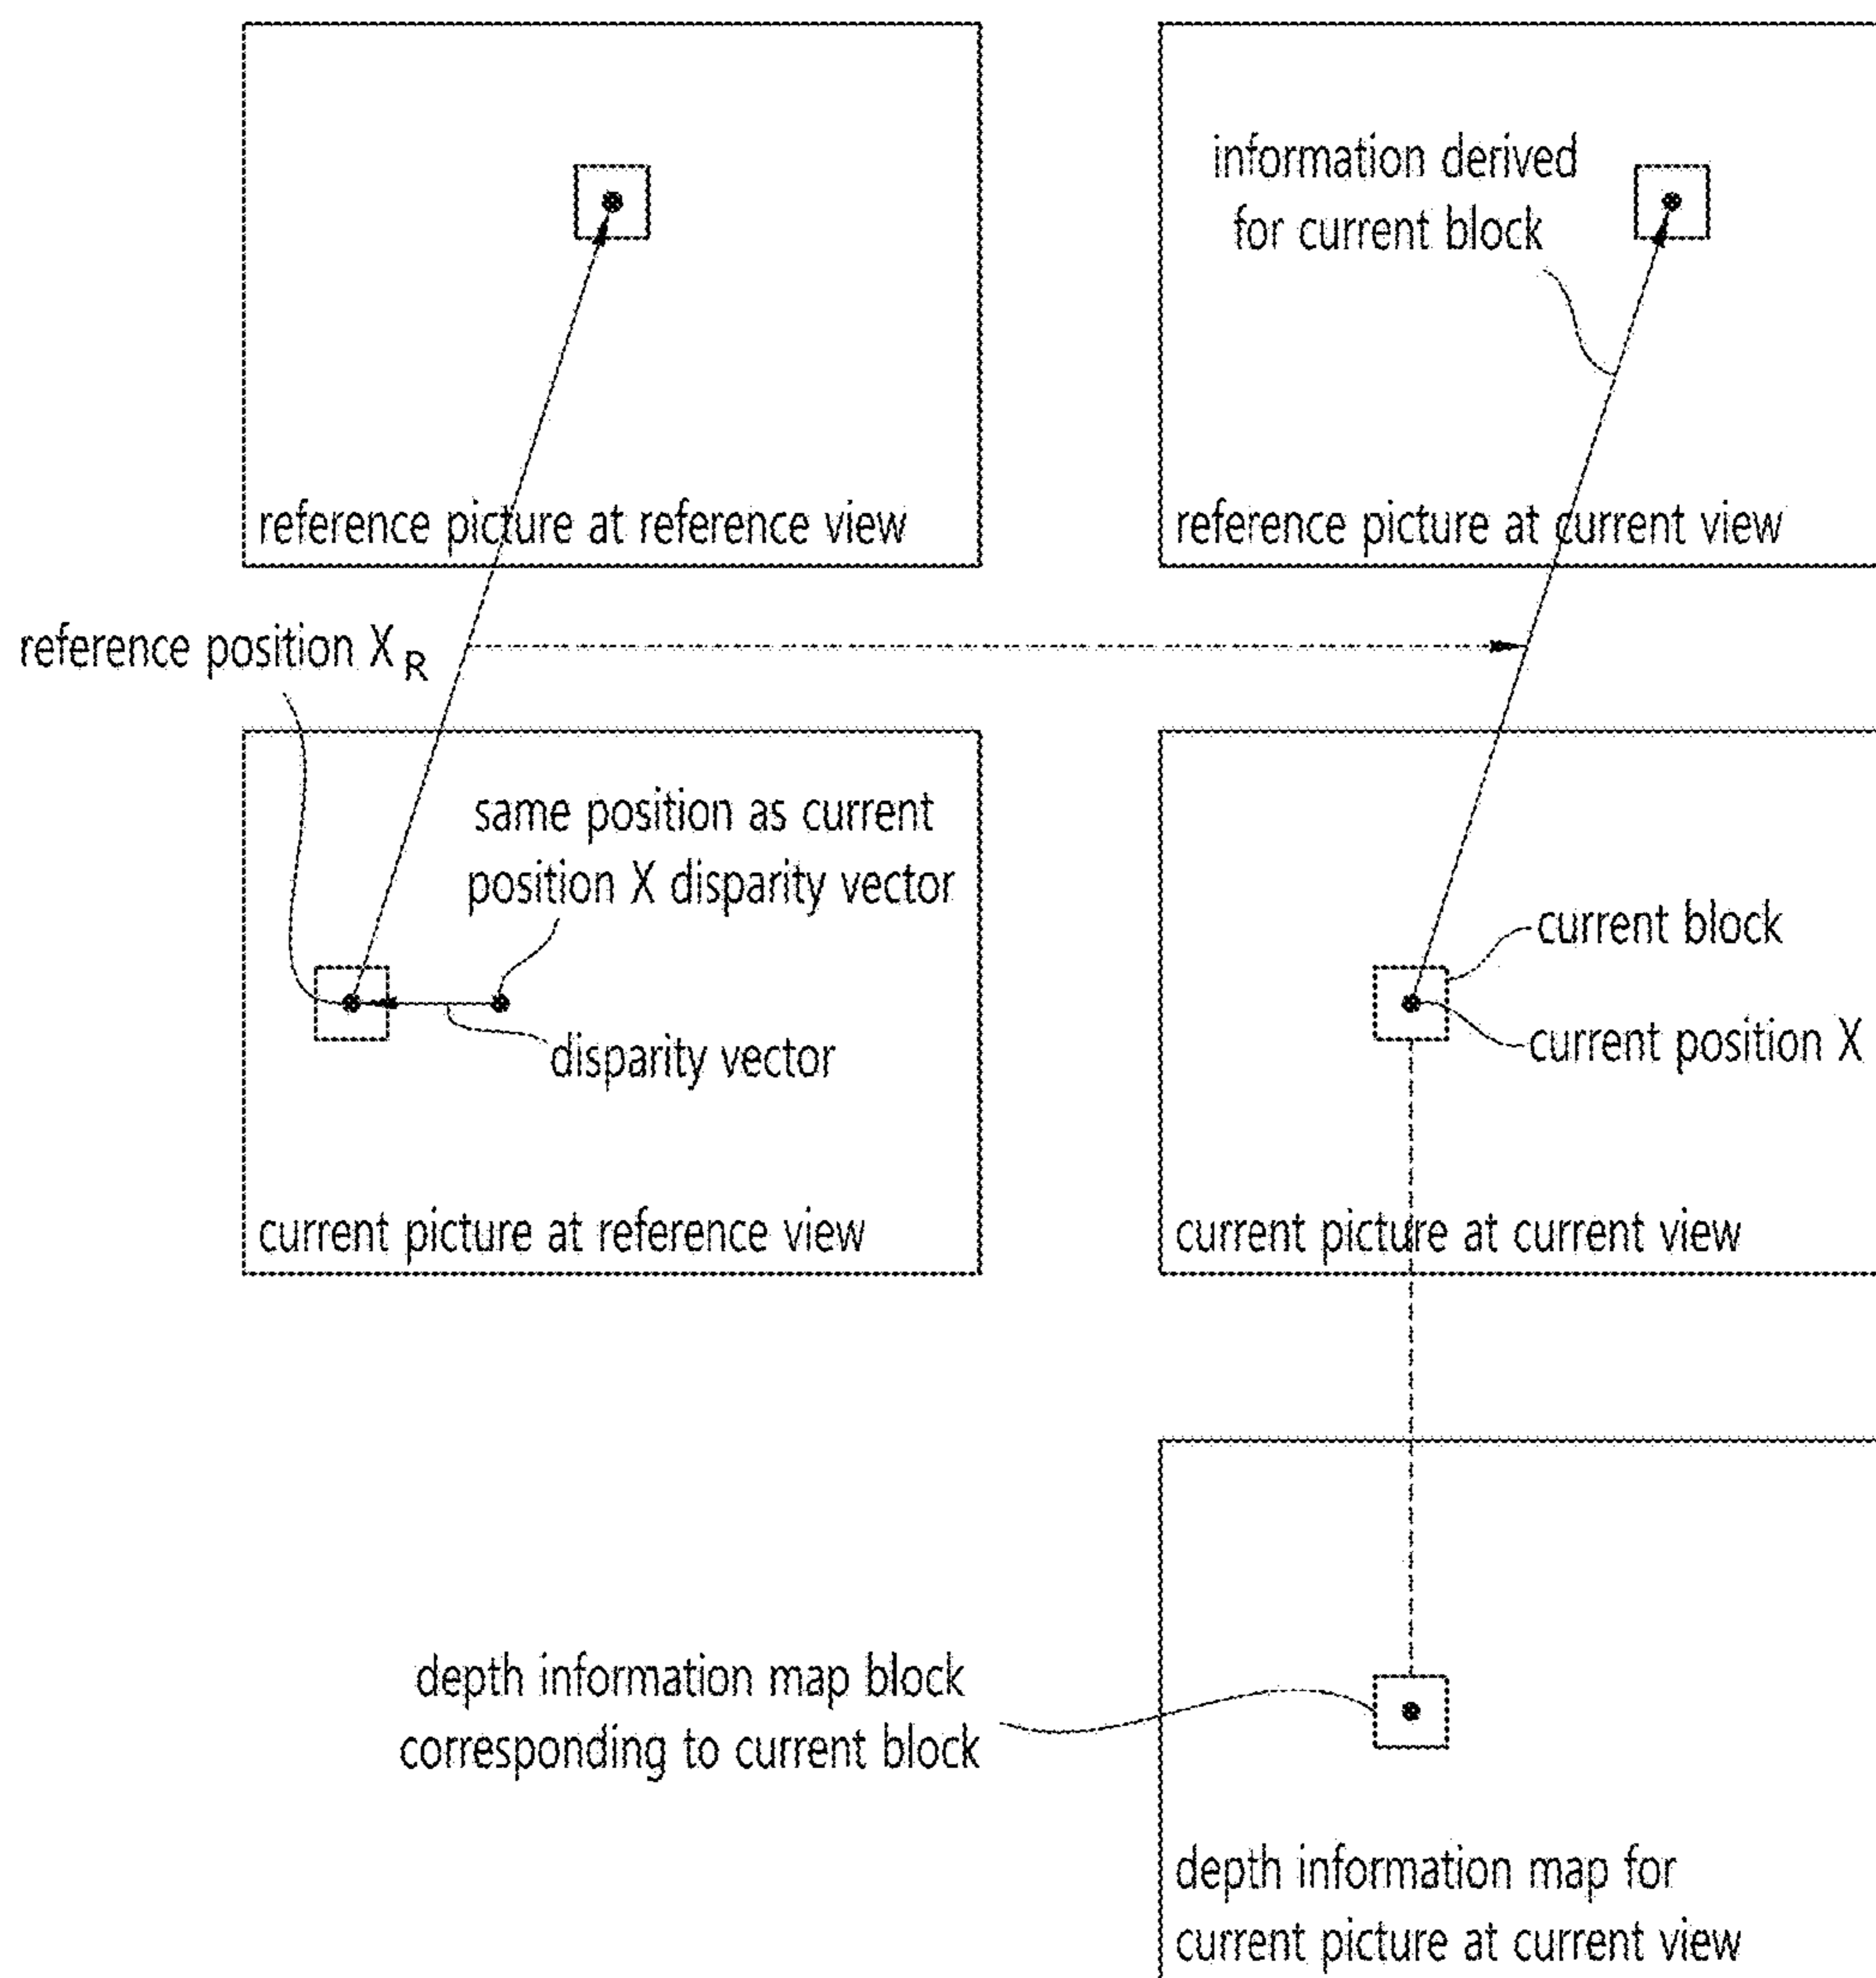 information derived
for current block
reference picture at reference view
reference picture at current view
reference position X_R
same position as current
position X disparity vector
current block
current position X
disparity vector
current picture at reference view
current picture at current view
depth information map block
corresponding to current block
depth information map for
current picture at current view